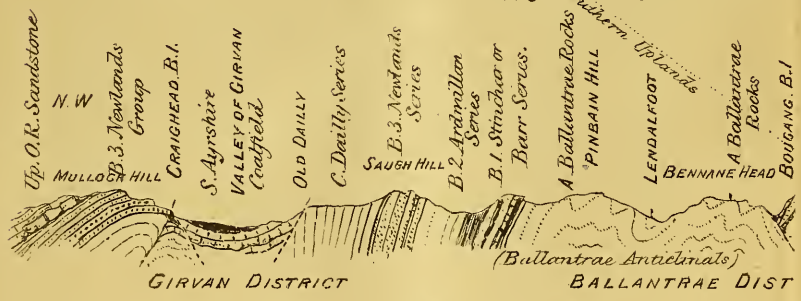 Southern Uplands
Up. O.R. Sandstone
N.W
B.3. Newlands
Group
CRAIGHEAD. B.I.
S. Ayrshire
VALLEY OF GIRVAN
Coalfield
OLD DAILLY
C. Dailly Series
B.3. Newlands
Series
B.2 Ardmillan
Series
B.1. Stinchar or
Barr Series.
A Ballantrae Rocks
PINBAIN HILL
LENDALFOOT
A Ballantrae
Rocks
BOUGANG. B.I
MULLOCH HILL
SAUGH HILL
BENNANE HEAD
(Ballantrae Anticlinals)
GIRVAN DISTRICT
BALLANTRAE DIST